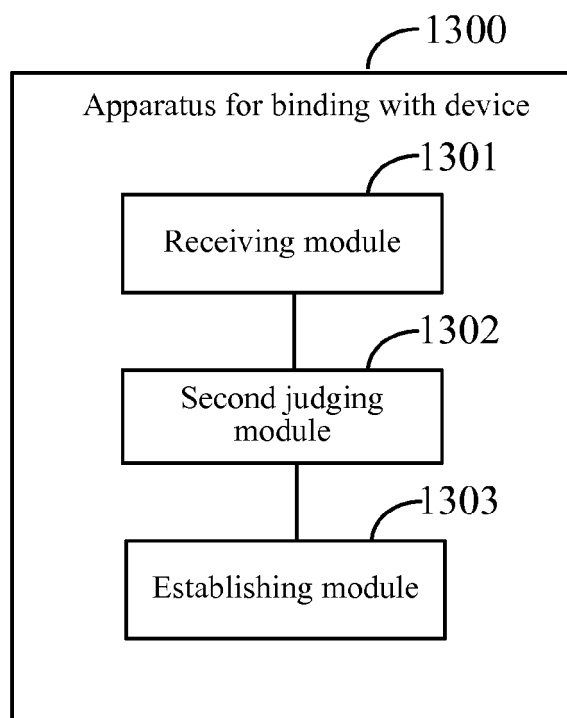 1300
Apparatus for binding with device
1301
Receiving module
1302
Second judging
module
1303
Establishing module